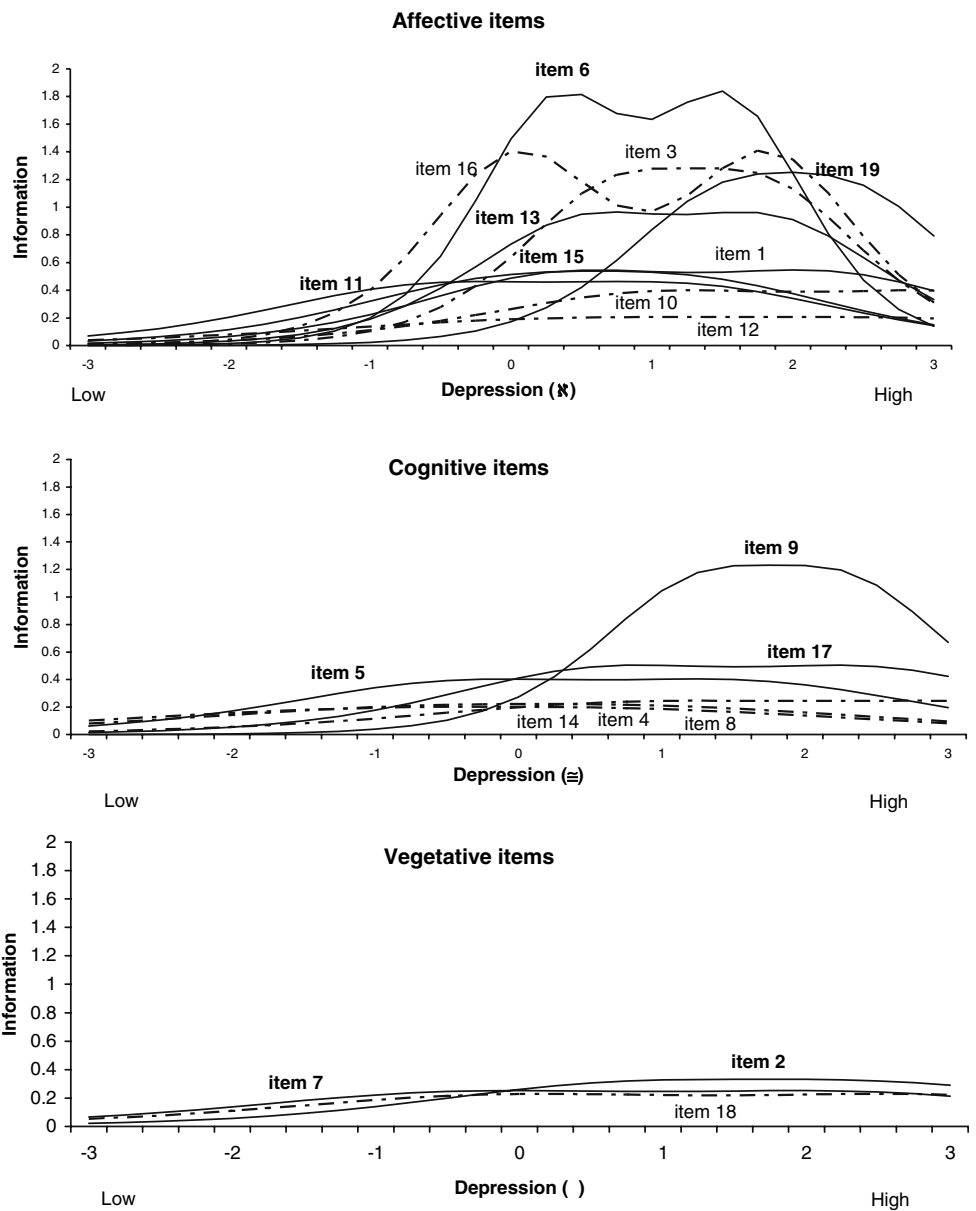 Affective items
2
1.8
1.6
1.4
1.2
1
0.8
0.6
0.4
0.2
0
Information
item 6
item 16
item 3
item 19
item 13
item 15
item 1
item 11
item 10
item 12
-3 -2 -1 0 1 2 3
Low Depression (ℵ) High
Cognitive items
2
1.8
1.6
1.4
1.2
1
0.8
0.6
0.4
0.2
0
Information
item 9
item 17
item 5
item 14 item 4 item 8
-3 -2 -1 0 1 2 3
Depression (≅)
Low High
Vegetative items
2
1.8
1.6
1.4
1.2
1
0.8
0.6
0.4
0.2
0
Information
item 2
item 7
item 18
-3 -2 -1 0 1 2 3
Depression ( )
Low High